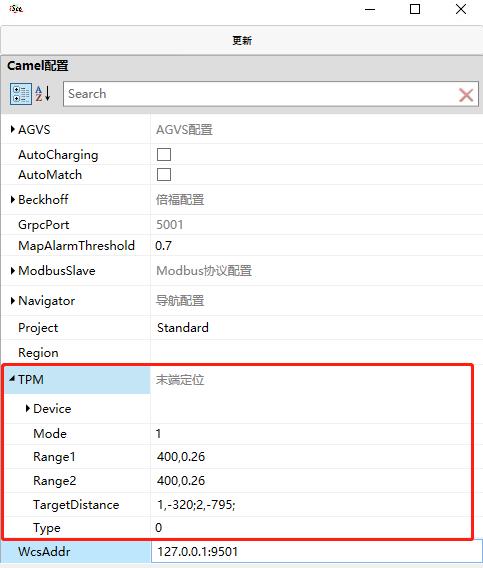 更新
Camel配置
Search
AGVS AGVS配置
AutoCharging
AutoMatch
Beckhoff 倍福配置
GrpcPort 5001
MapAlarmThreshold 0.7
ModbusSlave Modbus协议配置
Navigator 导航配置
Project Standard
Region
TPM 末端定位
Device
Mode 1
Range1 400,0.26
Range2 400,0.26
TargetDistance 1,-320;2,-795;
Type 0
WcsAddr 127.0.0.1:9501